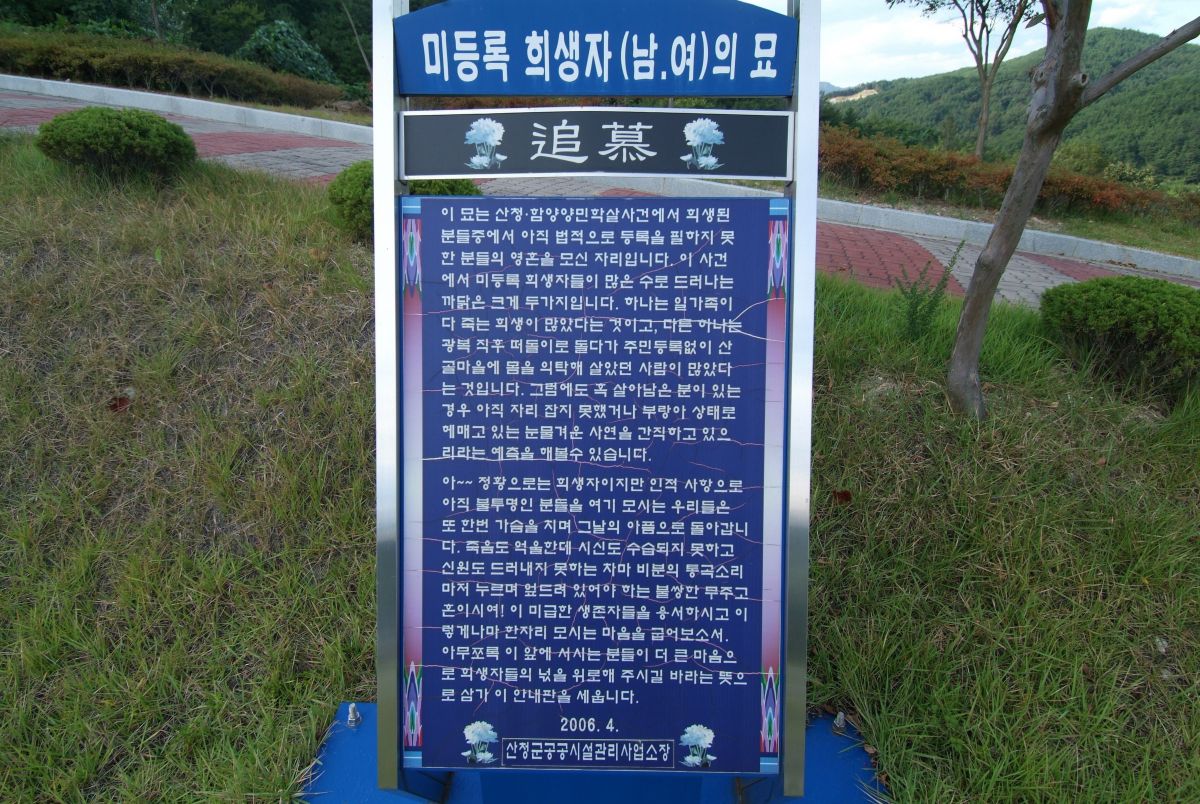 미등록 희생자(남.여)의 묘
追慕
이 묘는 산청·함양양민학살사건에서 희생된
분들중에서 아직 법적으로 등록을 필하지 못
한 분들의 영혼을 모신 자리입니다. 이 사건
에서 미등록 희생자들이 많은 수로 드러나는
까닭은 크게 두가지입니다. 하나는 일가족이
다 죽는 희생이 많았다는 것이고, 다른 하나는
광복 직후 떠돌이로 돌다가 주민등록없이 산
골마을에 몸을 의탁해 살았던 사람이 많았다
는 것입니다. 그럼에도 혹 살아남은 분이 있는
경우 아직 자리 잡지 못했거나 부랑아 상태로
헤매고 있는 눈물겨운 사연을 간직하고 있으
리라는 예측을 해볼수 있습니다.
아~~ 정황으로는 희생자이지만 인적 사항으로
아직 불투명인 분들을 여기 모시는 우리들은
또 한번 가슴을 치며 그날의 아픔으로 돌아갑니
다. 죽음도 억울한데 시신도 수습되지 못하고
신원도 드러내지 못하는 차마 비분의 통곡소리
마저 누르며 엎드려 있어야 하는 불쌍한 무주고
혼이시여! 이 미급한 생존자들을 용서하시고 이
렇게나마 한자리 모시는 마음을 굽어보소서.
아무쪼록 이 앞에 서시는 분들이 더 큰 마음으
로 희생자들의 넋을 위로해 주시길 바라는 뜻으
로 삼가 이 안내판을 세웁니다.
2006. 4.
산청군공공시설관리사업소장